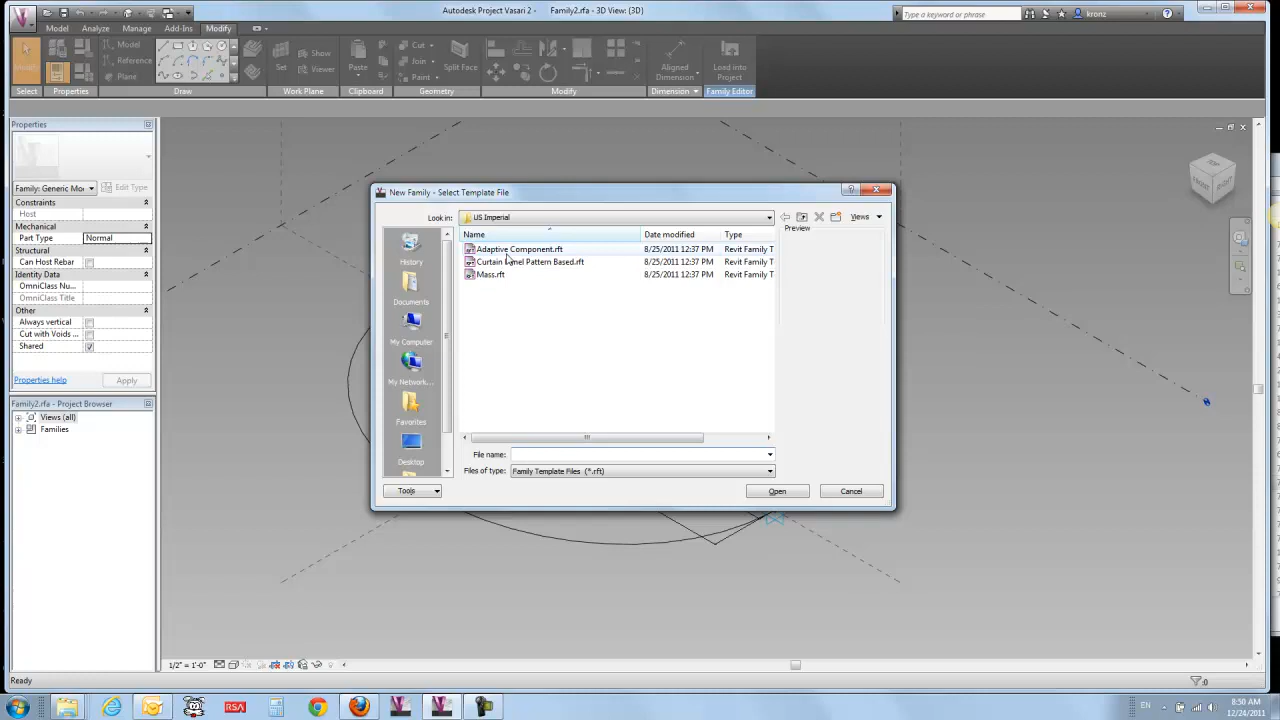 Autodesk Project Vasari 2 - Family2.rfa - 3D View: {3D}
Type a keyword or phrase
kronz
Model Analyze Manage Add-Ins Modify
Model
Reference
Plane
Modify
Set
Show
Viewer
Paste
Cut
Join
Paint
Split Face
Aligned
Dimension
Load into
Project
Select Properties Draw Work Plane Clipboard Geometry Modify Dimension Family Editor
Properties
Family: Generic Mo
Edit Type
Constraints
Host
Mechanical
Part Type Normal
Structural
Can Host Rebar
Identity Data
OmniClass Num...
OmniClass Title
Other
Always vertical
Cut with Voids ...
Shared
Properties help
Apply
Family2.rfa - Project Browser
Views (all)
Families
TOP
FRONT
RIGHT
New Family - Select Template File
Look in: US Imperial
Views
Name Date modified Type
Preview
Adaptive Component.rft 8/25/2011 12:37 PM Revit Family T
Curtain Panel Pattern Based.rft 8/25/2011 12:37 PM Revit Family T
Mass.rft 8/25/2011 12:37 PM Revit Family T
History
Documents
My Computer
My Network...
Favorites
Desktop
File name:
Files of type: Family Template Files (*.rft)
Tools
Open
Cancel
1/2" = 1'-0"
Ready
:0
RSA
EN
8:50 AM
12/24/2011